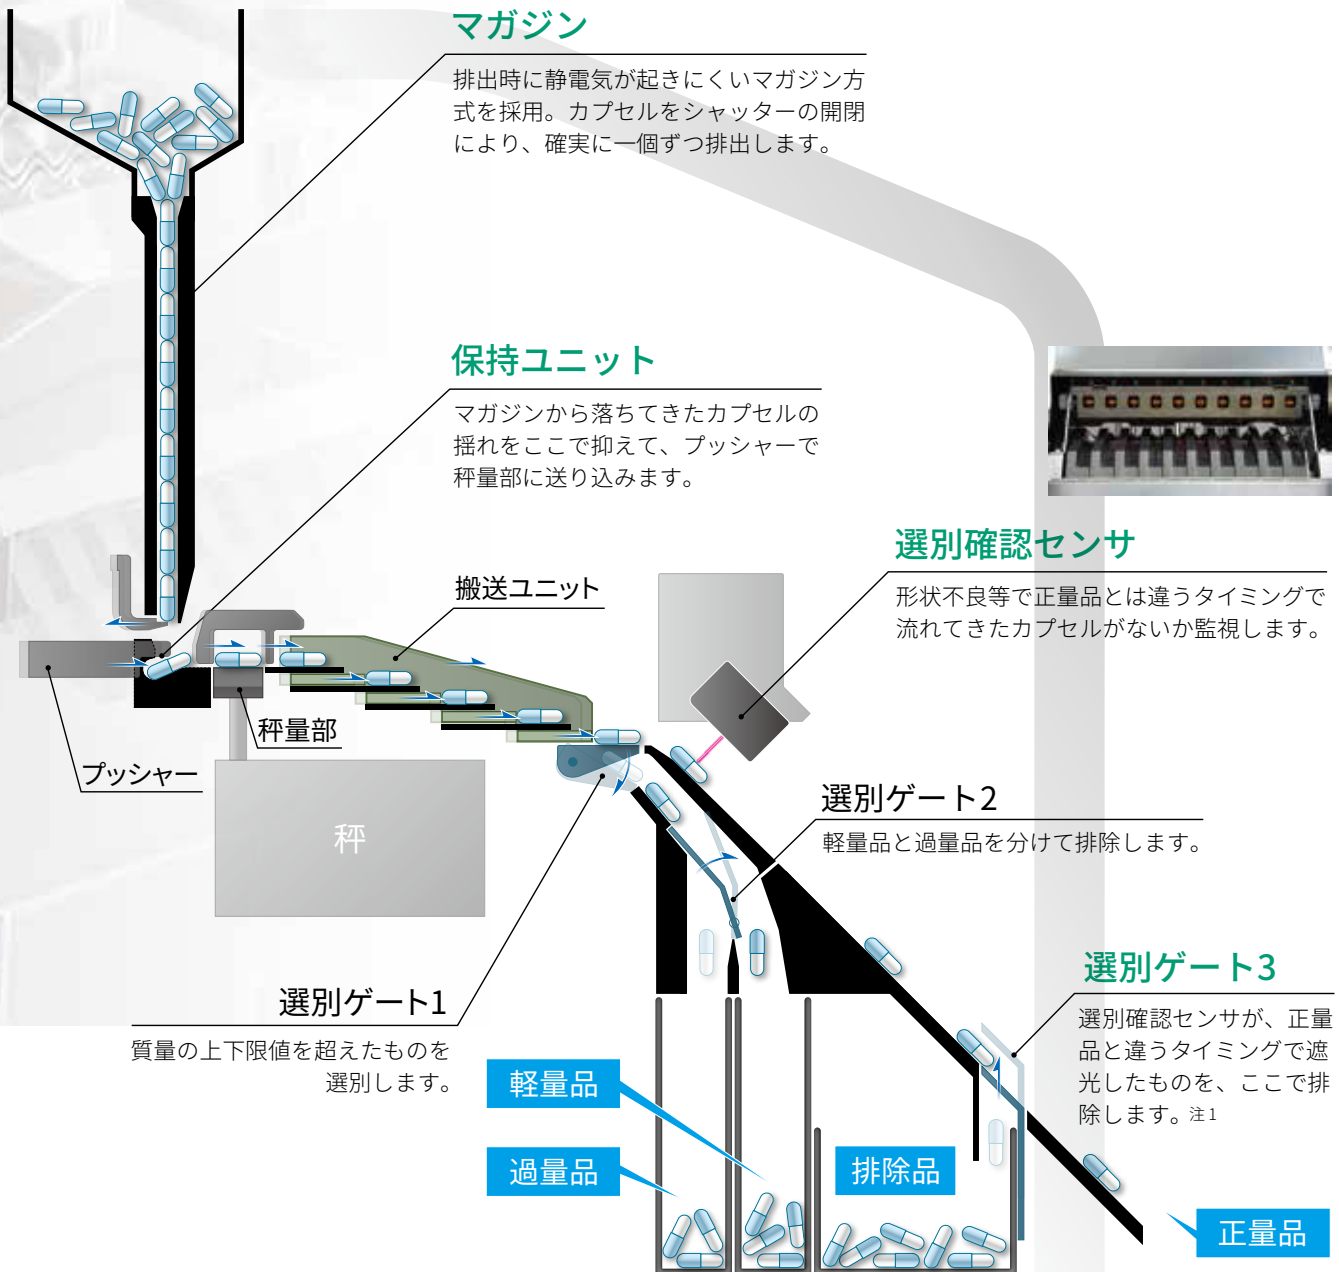 マガジン
排出時に静電気が起きにくいマガジン方
式を採用。カプセルをシャッターの開閉
により、確実に一個ずつ排出します。
保持ユニット
マガジンから落ちてきたカプセルの
揺れをここで抑えて、プッシャーで
秤量部に送り込みます。
選別確認センサ
形状不良等で正量品とは違うタイミングで
流れてきたカプセルがないか監視します。
搬送ユニット
秤量部
プッシャー
秤
選別ゲート2
軽量品と過量品を分けて排除します。
選別ゲート1
質量の上下限値を超えたものを
選別します。
選別ゲート3
選別確認センサが、正量
品と違うタイミングで遮
光したものを、ここで排
除します。注1
軽量品
過量品
排除品
正量品